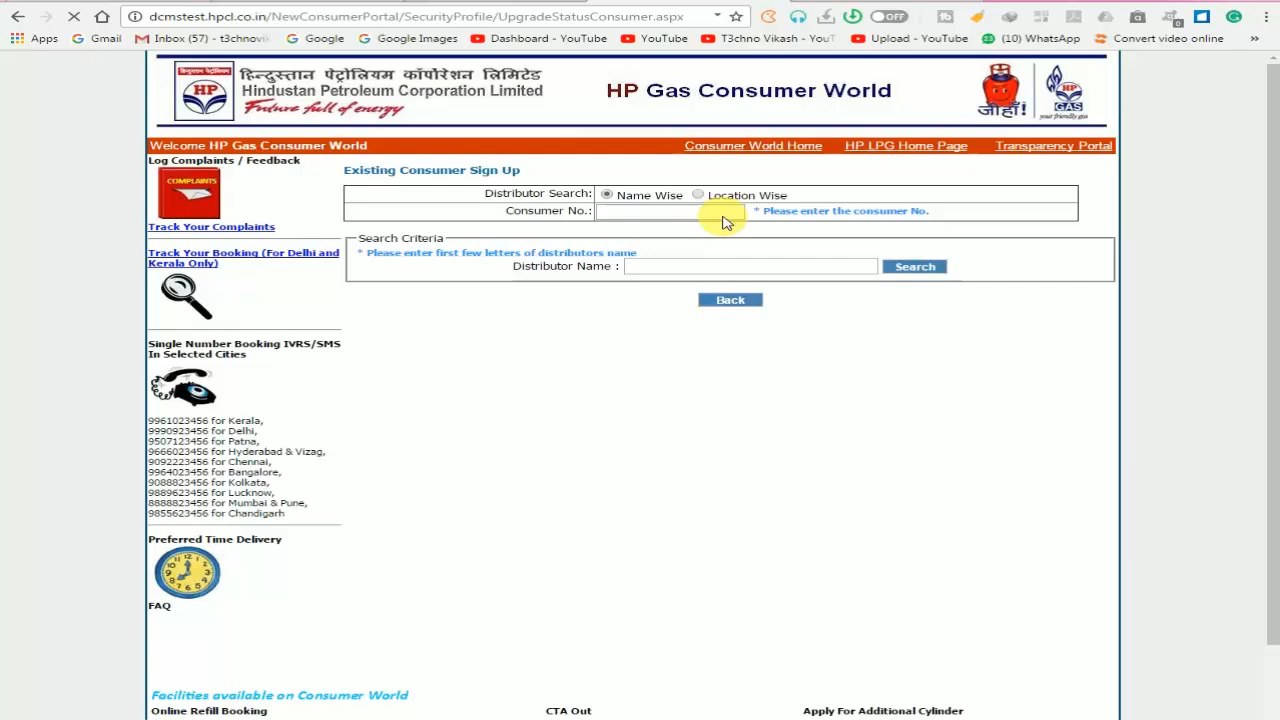 dcmstest.hpcl.co.in/NewConsumerPortal/SecurityProfile/UpgradeStatusConsumer.aspx
OFF
Apps
Gmail
Inbox (57) - t3chnovik
Google
Google Images
Dashboard - YouTube
YouTube
T3chno Vikash - YouT
Upload - YouTube
(10) WhatsApp
Convert video online
»
HP
हिन्दुस्तान पेट्रोलियम कॉर्पोरेशन लिमिटेड
Hindustan Petroleum Corporation Limited
Future full of energy
HP Gas Consumer World
जीहाँ!
HP GAS
your friendly gas
Welcome HP Gas Consumer World
Consumer World Home
HP LPG Home Page
Transparency Portal
Log Complaints / Feedback
COMPLAINTS
Track Your Complaints
Track Your Booking (For Delhi and
Kerala Only)
Single Number Booking IVRS/SMS
In Selected Cities
9961023456 for Kerala,
9990923456 for Delhi,
9507123456 for Patna,
9666023456 for Hyderabad & Vizag,
9092223456 for Chennai,
9964023456 for Bangalore,
9088823456 for Kolkata,
9889623456 for Lucknow,
8888823456 for Mumbai & Pune,
9855623456 for Chandigarh
Preferred Time Delivery
FAQ
Existing Consumer Sign Up
Distributor Search: Name Wise Location Wise
Consumer No.: * Please enter the consumer No.
Search Criteria
* Please enter first few letters of distributors name
Distributor Name : Search
Back
Facilities available on Consumer World
Online Refill Booking
CTA Out
Apply For Additional Cylinder